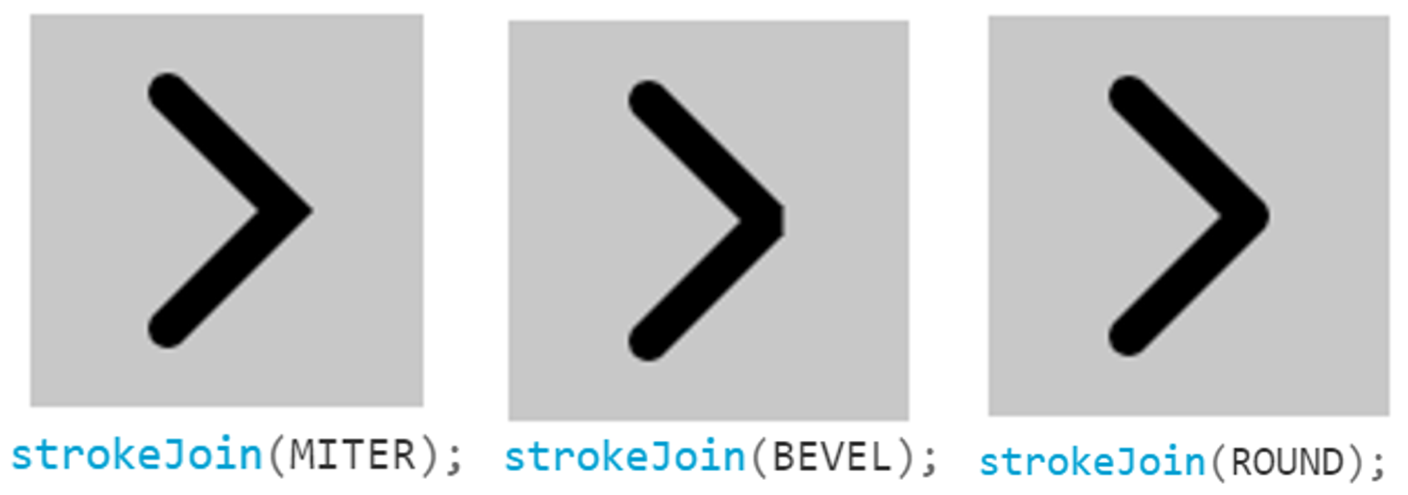 strokeJoin(MITER);
strokeJoin(BEVEL);
strokeJoin(ROUND);